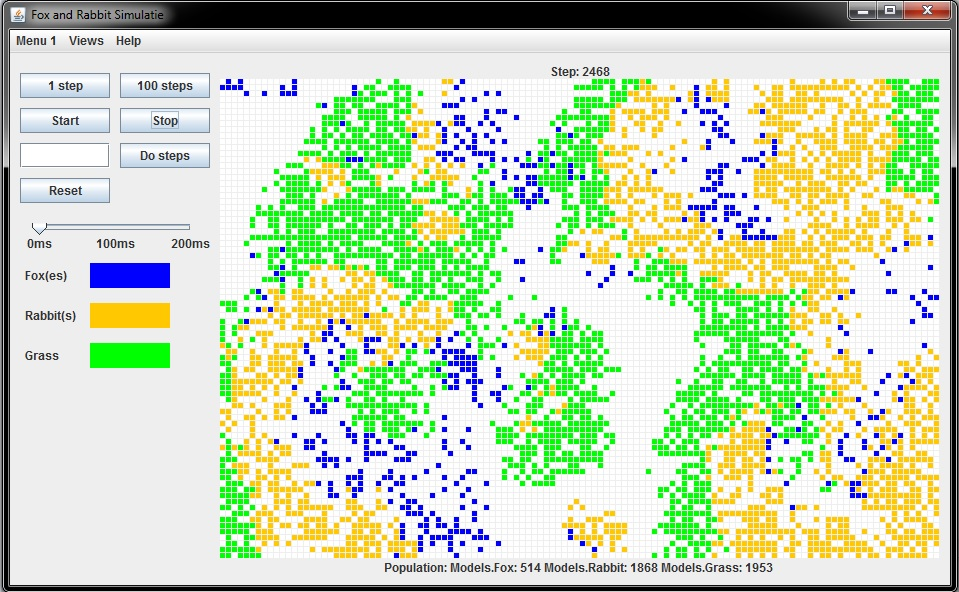 Fox and Rabbit Simulatie
Menu 1 Views Help
Step: 2468
1 step 100 steps
Start Stop
Do steps
Reset
0ms 100ms 200ms
Fox(es)
Rabbit(s)
Grass
Population: Models.Fox: 514 Models.Rabbit: 1868 Models.Grass: 1953